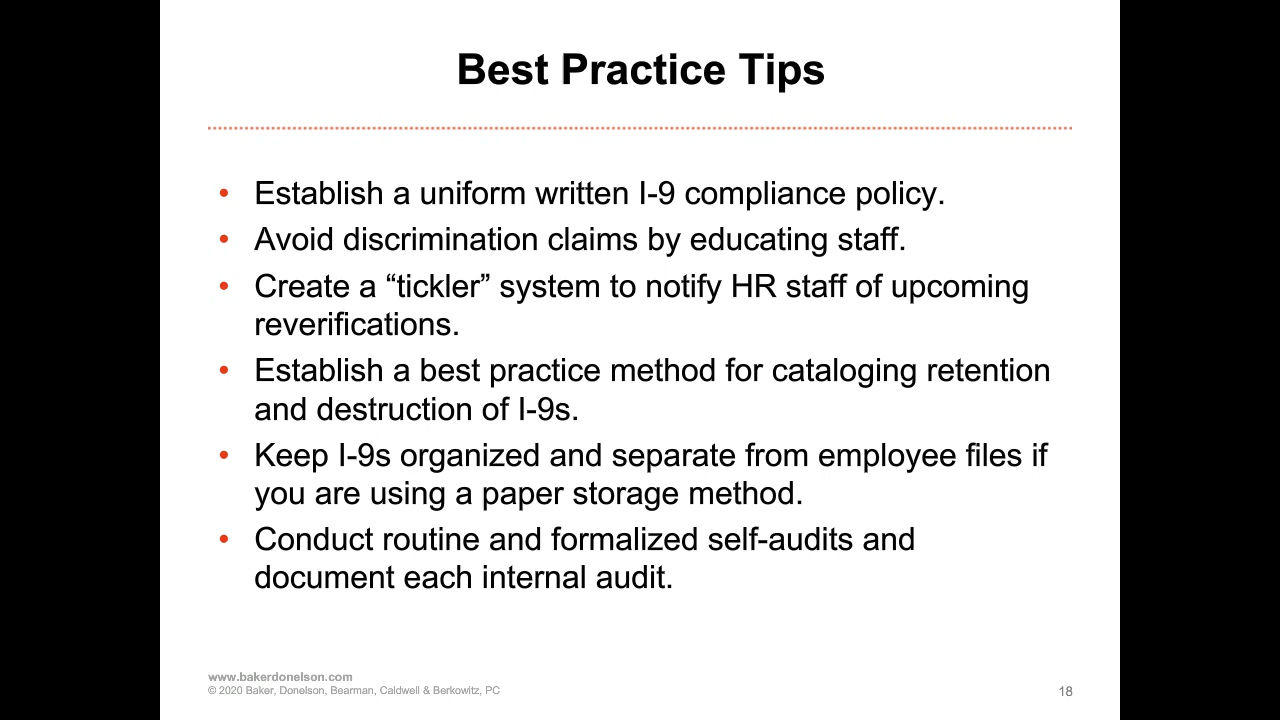 Best Practice Tips
• Establish a uniform written I-9 compliance policy.
• Avoid discrimination claims by educating staff.
• Create a “tickler” system to notify HR staff of upcoming
reverifications.
• Establish a best practice method for cataloging retention
and destruction of I-9s.
• Keep I-9s organized and separate from employee files if
you are using a paper storage method.
• Conduct routine and formalized self-audits and
document each internal audit.
www.bakerdonelson.com
© 2020 Baker, Donelson, Bearman, Caldwell & Berkowitz, PC
18